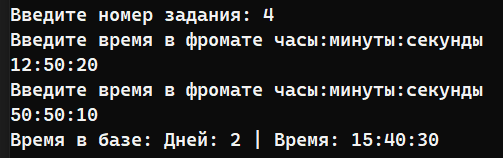 Введите номер задания: 4
Введите время в фромате часы:минуты:секунды
12:50:20
Введите время в фромате часы:минуты:секунды
50:50:10
Время в базе: Дней: 2 | Время: 15:40:30